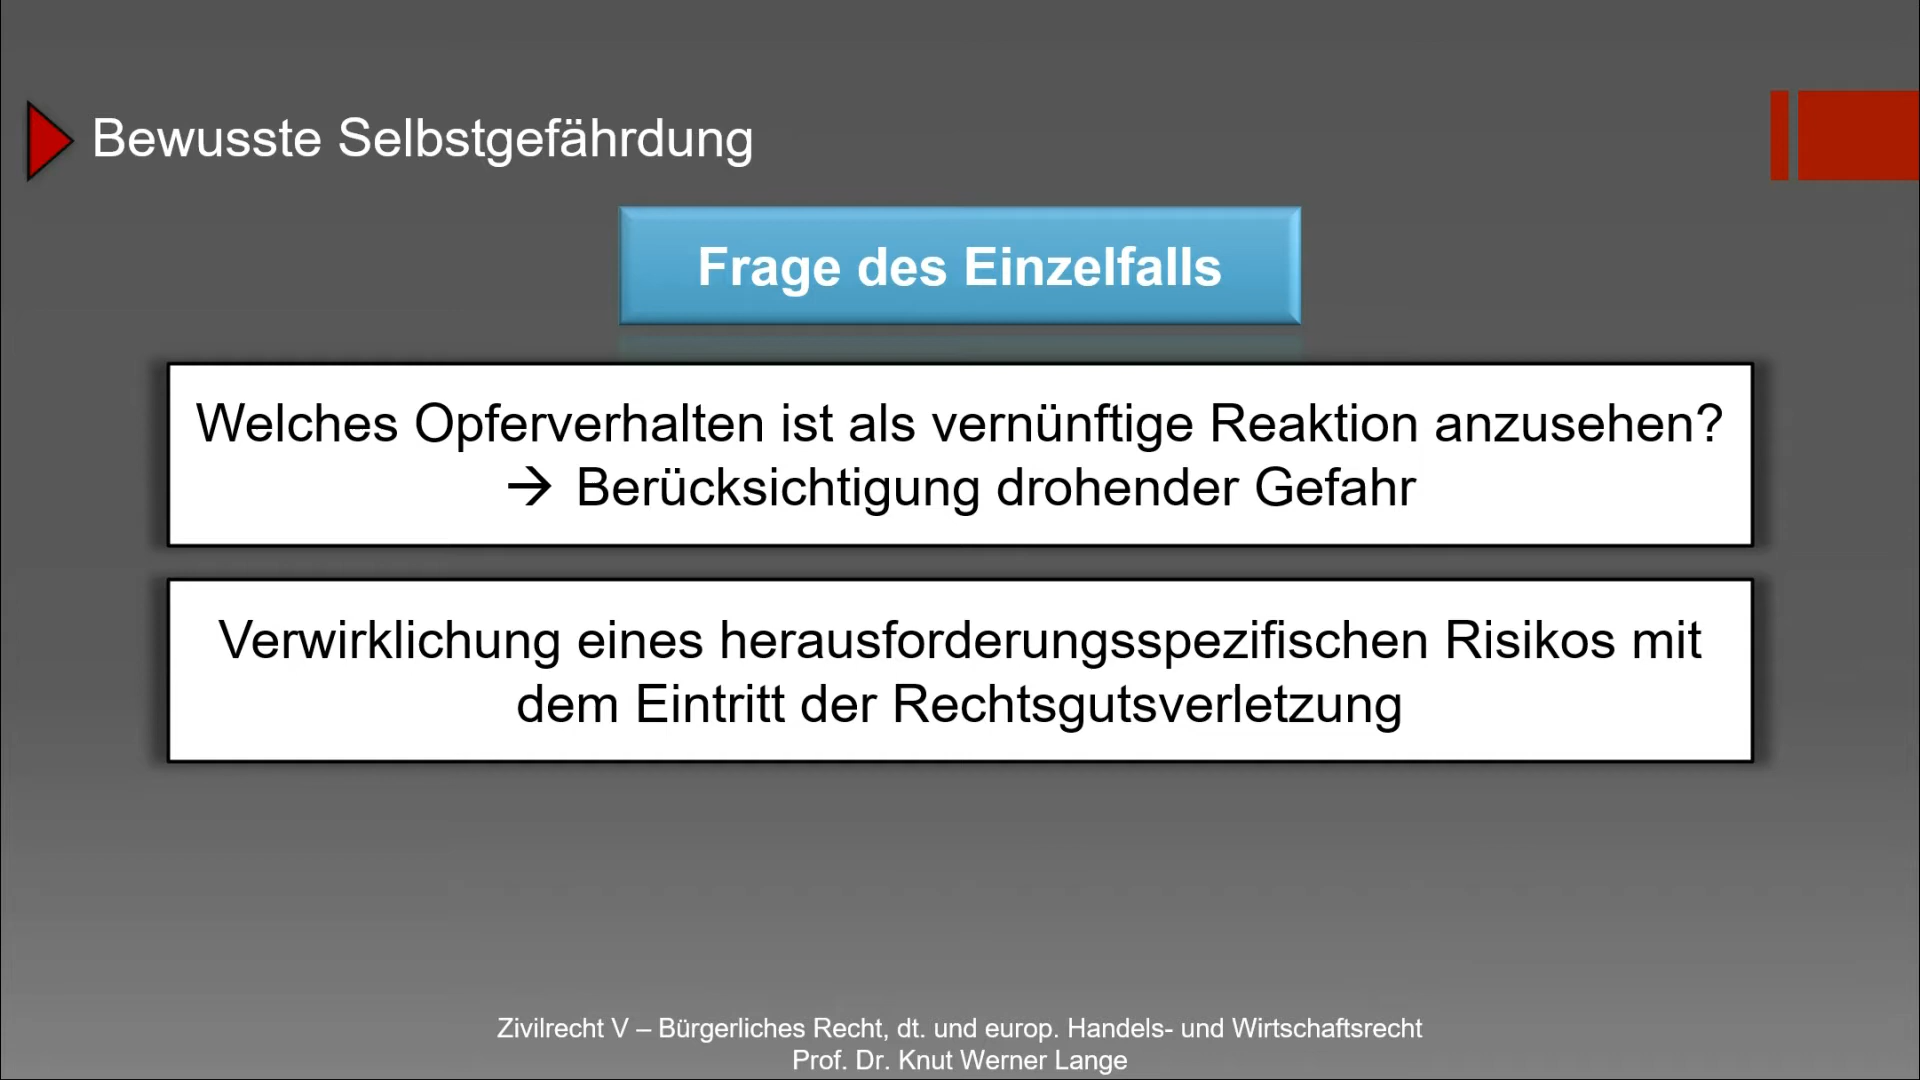 Bewusste Selbstgefährdung
Frage des Einzelfalls
Welches Opferverhalten ist als vernünftige Reaktion anzusehen?
→ Berücksichtigung drohender Gefahr
Verwirklichung eines herausforderungsspezifischen Risikos mit
dem Eintritt der Rechtsgutsverletzung
Zivilrecht V – Bürgerliches Recht, dt. und europ. Handels- und Wirtschaftsrecht
Prof. Dr. Knut Werner Lange